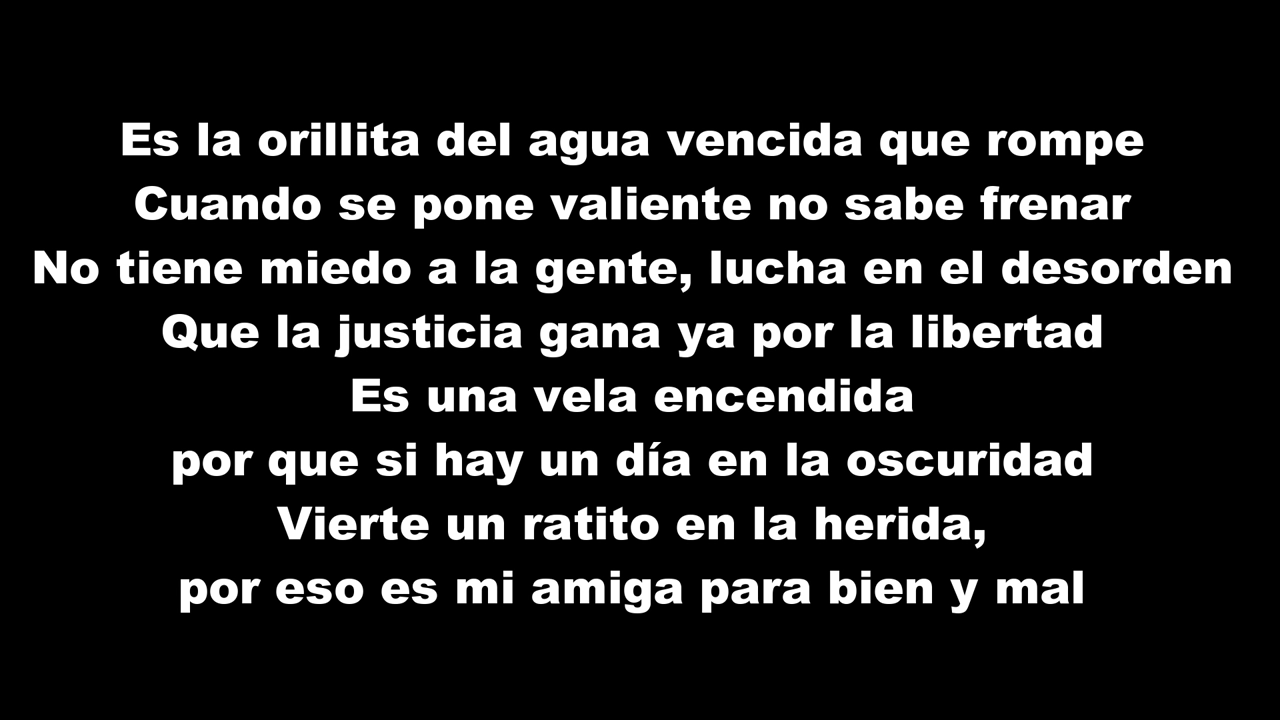 Es la orillita del agua vencida que rompe
Cuando se pone valiente no sabe frenar
No tiene miedo a la gente, lucha en el desorden
Que la justicia gana ya por la libertad
Es una vela encendida
por que si hay un día en la oscuridad
Vierte un ratito en la herida,
por eso es mi amiga para bien y mal